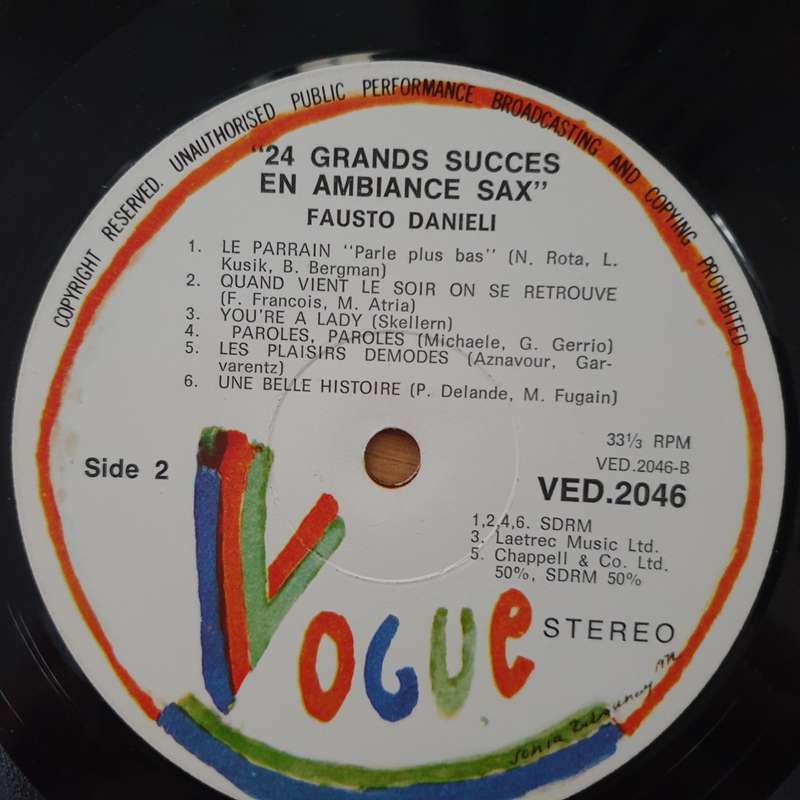 COPYRIGHT RESERVED. UNAUTHORISED PUBLIC PERFORMANCE BROADCASTING AND COPYING PROHIBITED
"24 GRANDS SUCCES
EN AMBIANCE SAX"
FAUSTO DANIELI
1. LE PARRAIN "Parle plus bas" (N. Rota, L.
Kusik, B. Bergman)
2. QUAND VIENT LE SOIR ON SE RETROUVE
(F. Francois, M. Atria)
3. YOU'RE A LADY (Skellern)
4. PAROLES, PAROLES (Michaele, G. Gerrio)
5. LES PLAISIRS DEMODES (Aznavour, Gar-
varentz)
6. UNE BELLE HISTOIRE (P. Delande, M. Fugain)
Side 2
33⅓ RPM
VED.2046-B
VED.2046
1,2,4,6. SDRM
3. Laetrec Music Ltd.
5. Chappell & Co. Ltd.
50%, SDRM 50%
VOGUE
STEREO
Sonia Delaunay